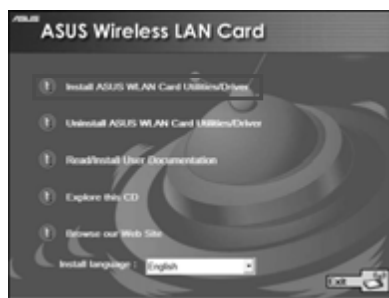 ASUS
ASUS Wireless LAN Card
Install ASUS WLAN Card Utilities/Driver
Uninstall ASUS WLAN Card Utilities/Driver
Read/Install User Documentation
Explore this CD
Browse our Web Site
Install language : English
Exit